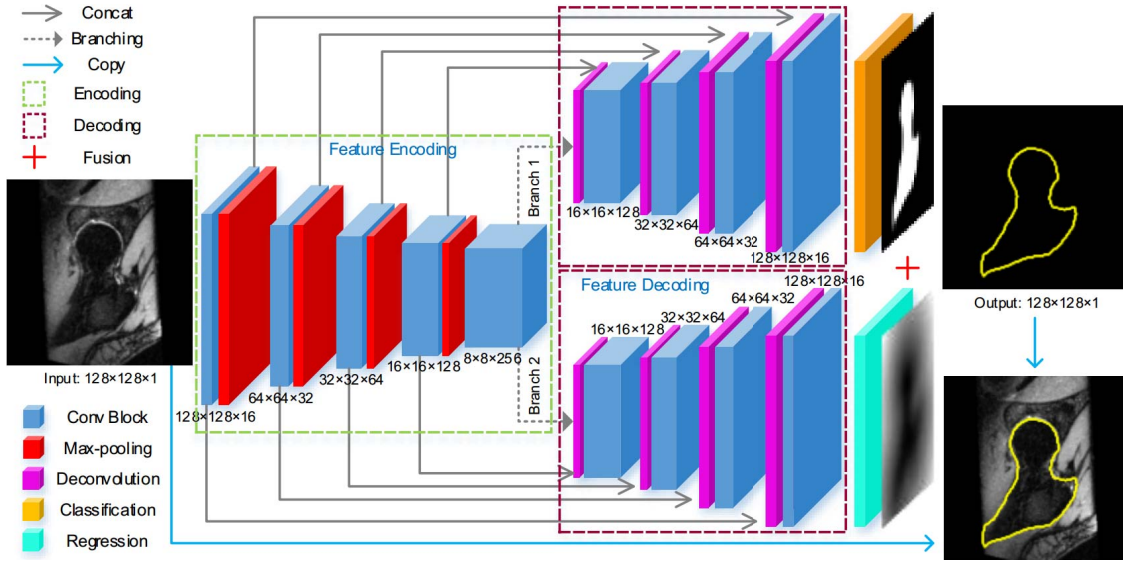 Concat
Branching
Copy
Encoding
Decoding
Fusion
Feature Encoding
Branch 1
Branch 2
16×16×128
32×32×64
64×64×32
128×128×16
Feature Decoding
128×128×16
64×64×32
32×32×64
16×16×128
8×8×256
16×16×128
32×32×64
64×64×32
128×128×16
Input: 128×128×1
Output: 128×128×1
Conv Block
Max-pooling
Deconvolution
Classification
Regression